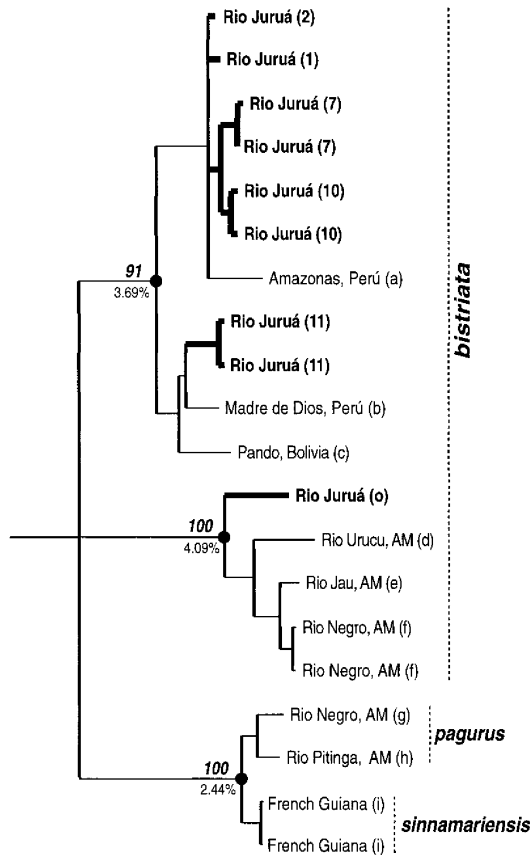 Rio Juruá (2)
Rio Juruá (1)
Rio Juruá (7)
Rio Juruá (7)
Rio Juruá (10)
Rio Juruá (10)
Amazonas, Perú (a)
91
3.69%
Rio Juruá (11)
Rio Juruá (11)
Madre de Dios, Perú (b)
Pando, Bolivia (c)
bistriata
Rio Juruá (o)
100
4.09%
Rio Urucu, AM (d)
Rio Jau, AM (e)
Rio Negro, AM (f)
Rio Negro, AM (f)
Rio Negro, AM (g)
Rio Pitinga, AM (h)
pagurus
100
2.44%
French Guiana (i)
French Guiana (i)
sinnamariensis